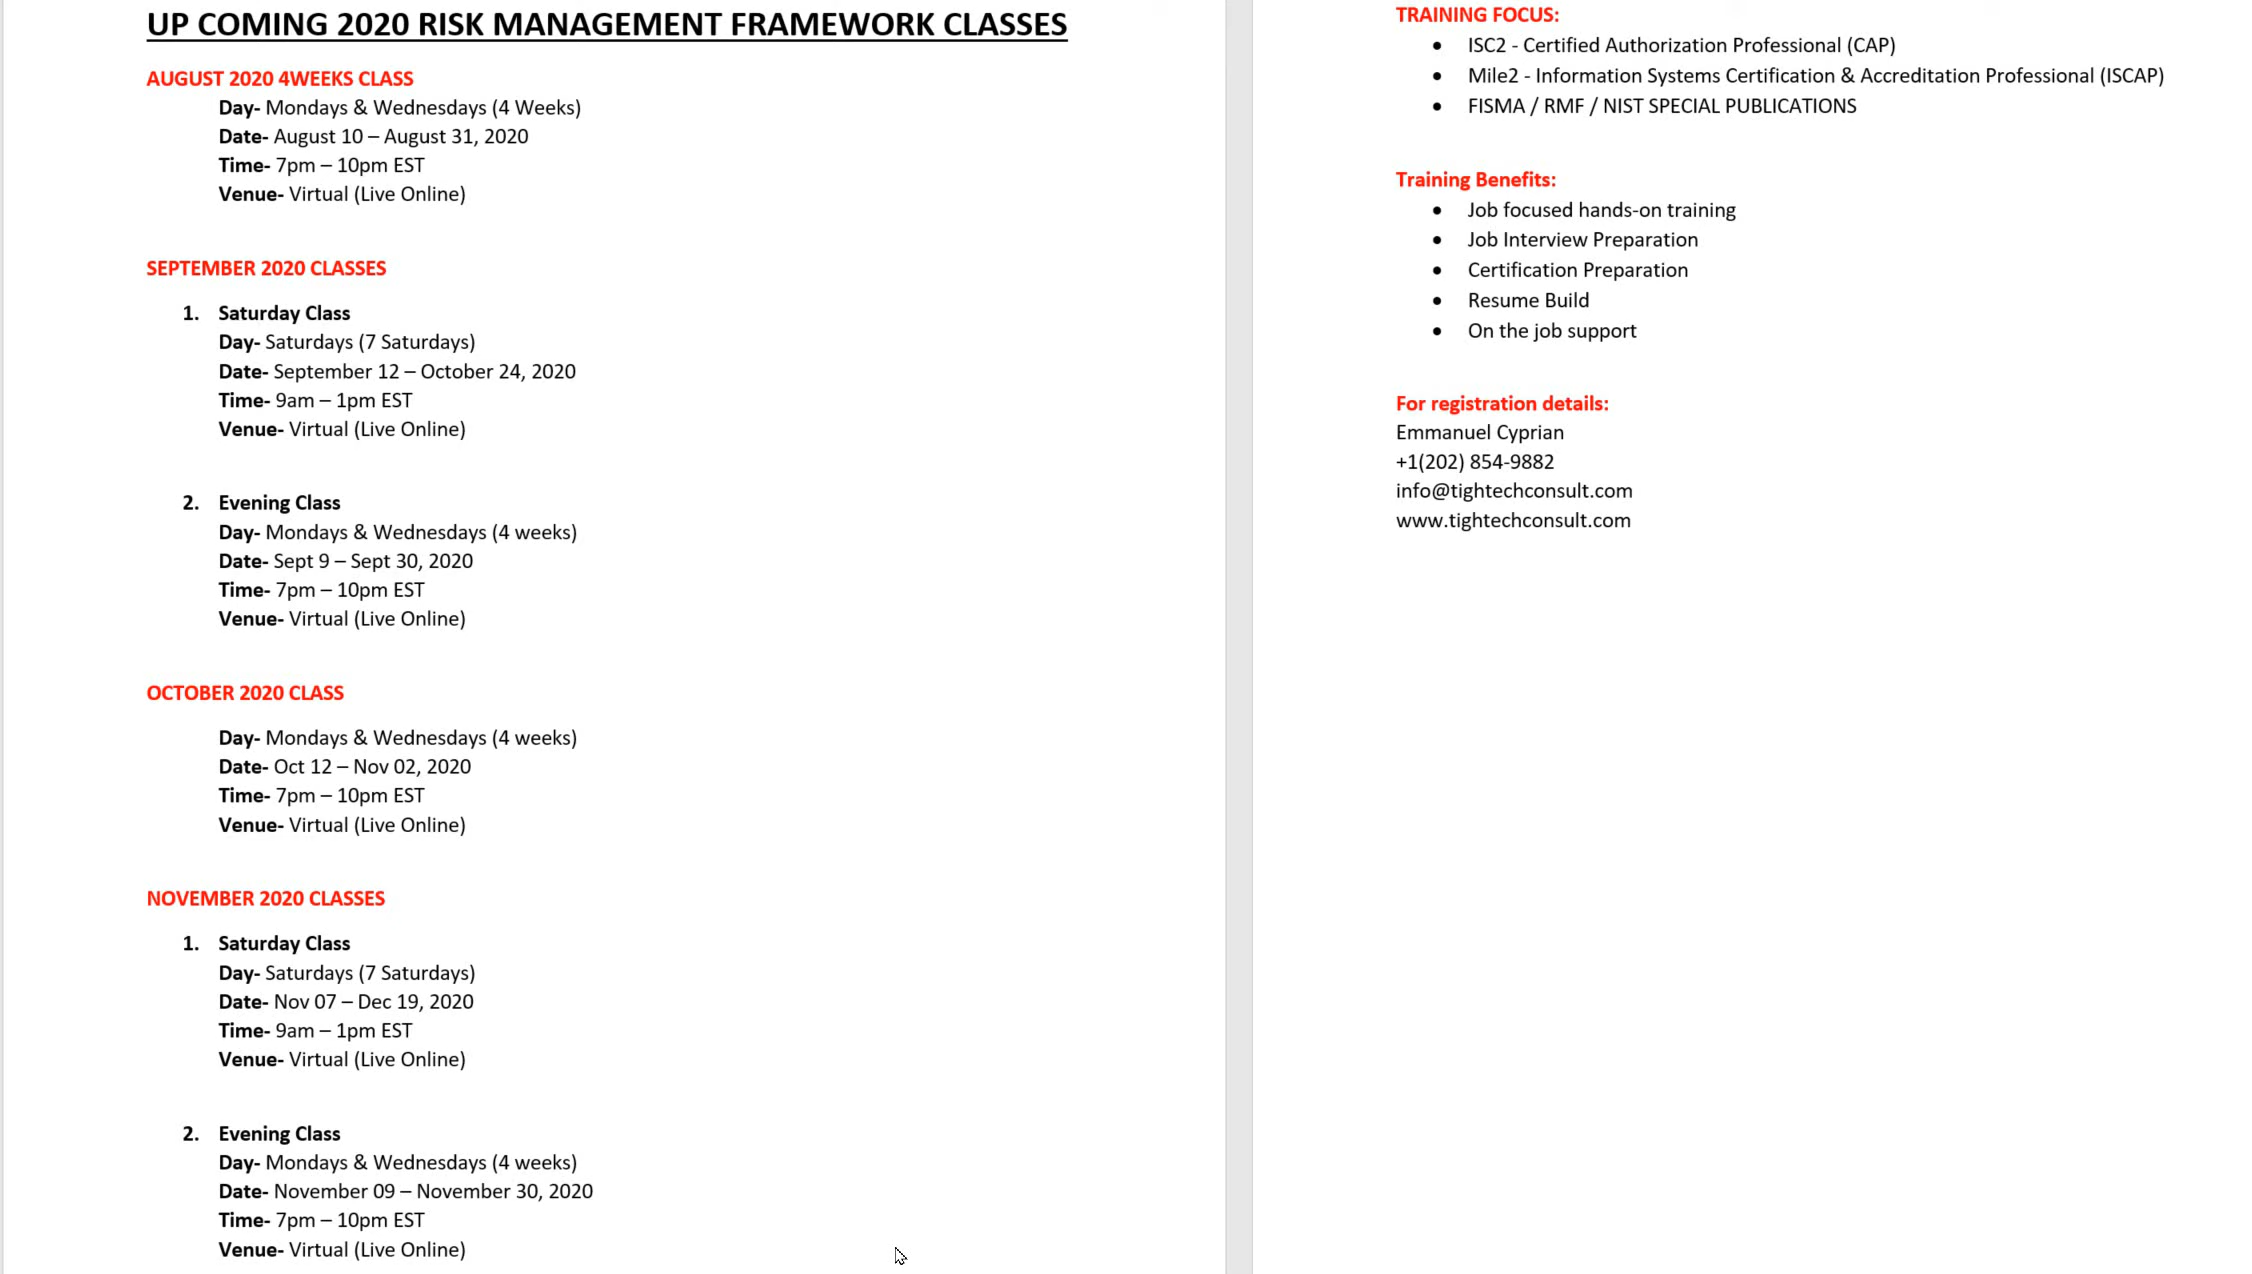 UP COMING 2020 RISK MANAGEMENT FRAMEWORK CLASSES
AUGUST 2020 4WEEKS CLASS
Day- Mondays & Wednesdays (4 Weeks)
Date- August 10 – August 31, 2020
Time- 7pm – 10pm EST
Venue- Virtual (Live Online)
SEPTEMBER 2020 CLASSES
1. Saturday Class
Day- Saturdays (7 Saturdays)
Date- September 12 – October 24, 2020
Time- 9am – 1pm EST
Venue- Virtual (Live Online)
2. Evening Class
Day- Mondays & Wednesdays (4 weeks)
Date- Sept 9 – Sept 30, 2020
Time- 7pm – 10pm EST
Venue- Virtual (Live Online)
OCTOBER 2020 CLASS
Day- Mondays & Wednesdays (4 weeks)
Date- Oct 12 – Nov 02, 2020
Time- 7pm – 10pm EST
Venue- Virtual (Live Online)
NOVEMBER 2020 CLASSES
1. Saturday Class
Day- Saturdays (7 Saturdays)
Date- Nov 07 – Dec 19, 2020
Time- 9am – 1pm EST
Venue- Virtual (Live Online)
2. Evening Class
Day- Mondays & Wednesdays (4 weeks)
Date- November 09 – November 30, 2020
Time- 7pm – 10pm EST
Venue- Virtual (Live Online)
TRAINING FOCUS:
• ISC2 - Certified Authorization Professional (CAP)
• Mile2 - Information Systems Certification & Accreditation Professional (ISCAP)
• FISMA / RMF / NIST SPECIAL PUBLICATIONS
Training Benefits:
• Job focused hands-on training
• Job Interview Preparation
• Certification Preparation
• Resume Build
• On the job support
For registration details:
Emmanuel Cyprian
+1(202) 854-9882
info@tightechconsult.com
www.tightechconsult.com